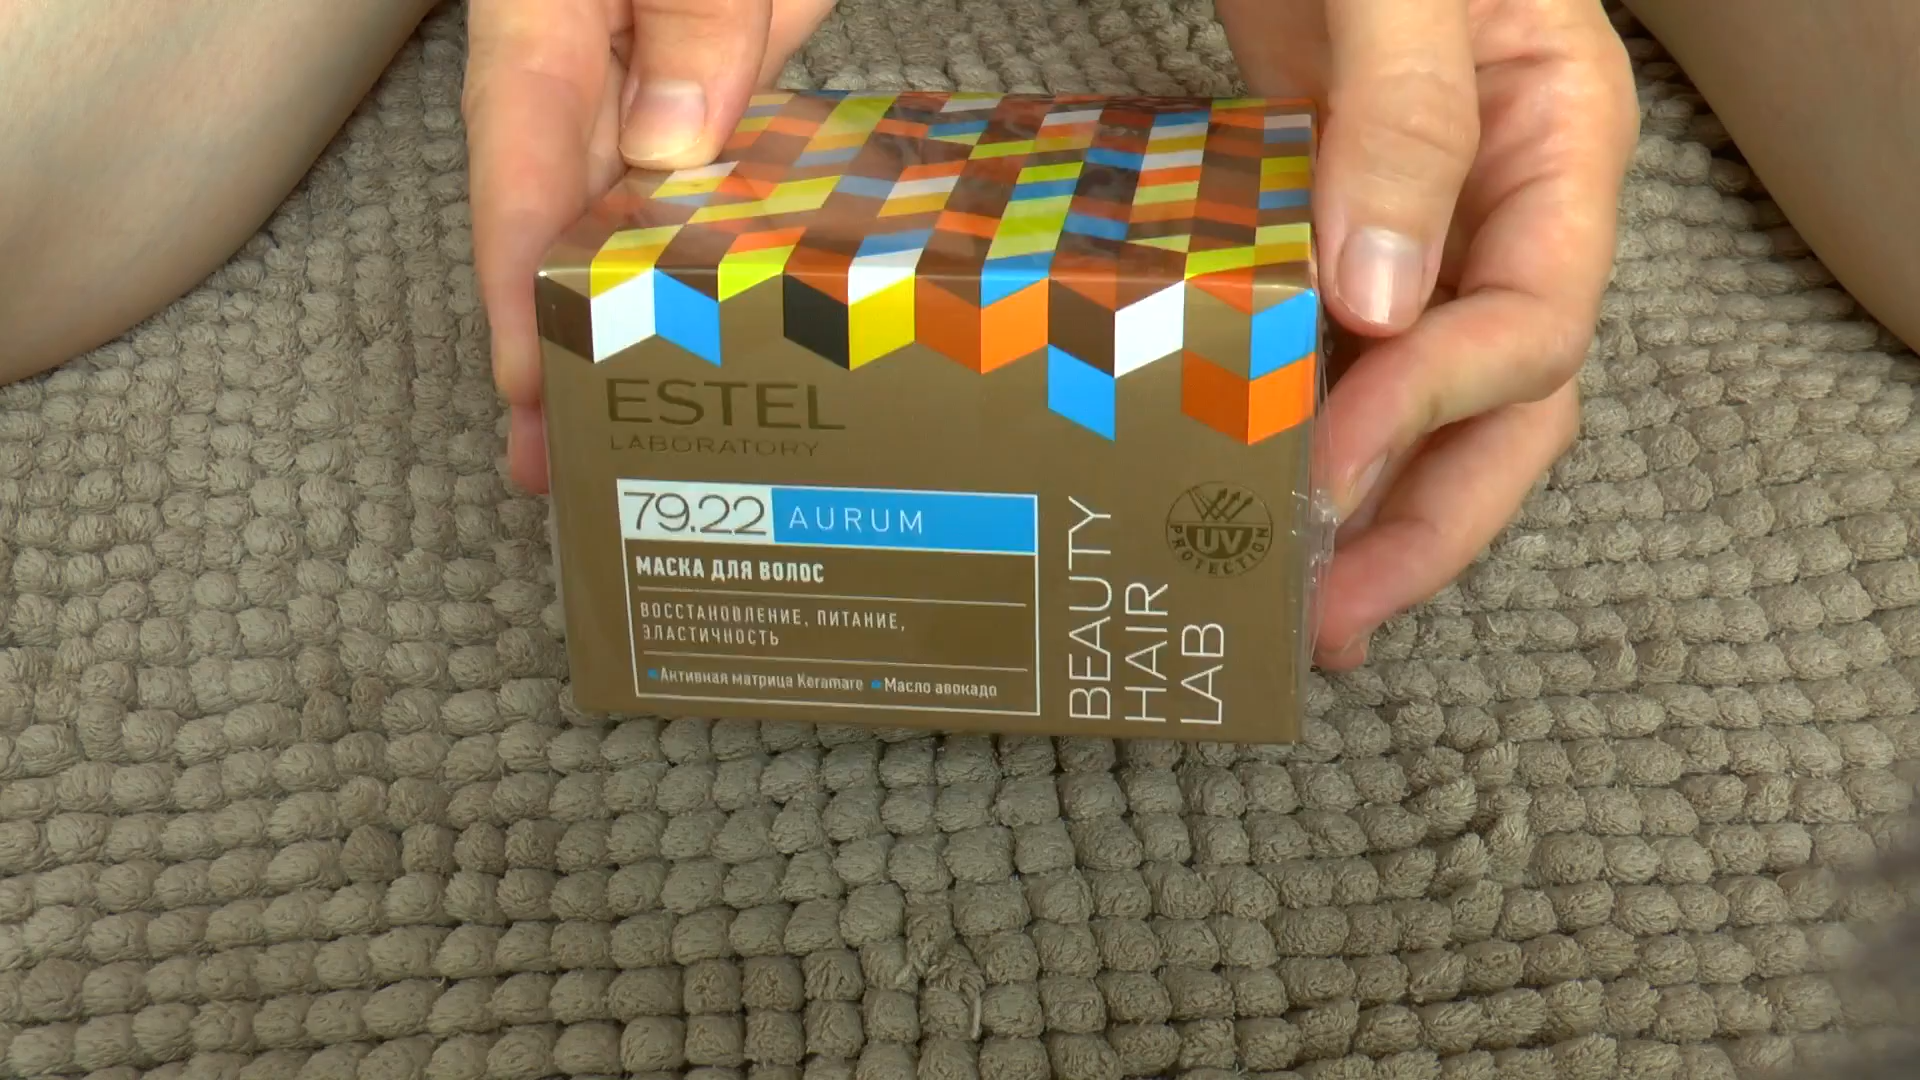 ESTEL
LABORATORY
79.22 AURUM
МАСКА ДЛЯ ВОЛОС
ВОССТАНОВЛЕНИЕ, ПИТАНИЕ,
ЭЛАСТИЧНОСТЬ
Активная матрица Keramare Масло авокадо
BEAUTY
HAIR
LAB
UV
PROTECTION